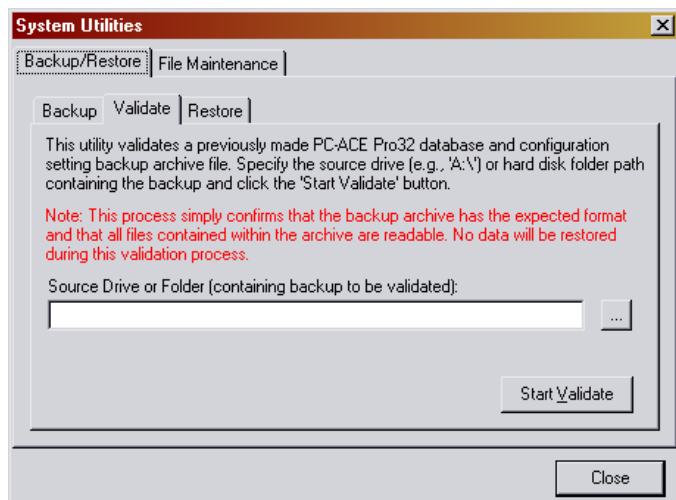 System Utilities
Backup/Restore File Maintenance
Backup Validate Restore
This utility validates a previously made PC-ACE Pro32 database and configuration
setting backup archive file. Specify the source drive (e.g., 'A:\') or hard disk folder path
containing the backup and click the 'Start Validate' button.
Note: This process simply confirms that the backup archive has the expected format
and that all files contained within the archive are readable. No data will be restored
during this validation process.
Source Drive or Folder (containing backup to be validated):
...
Start Validate
Close